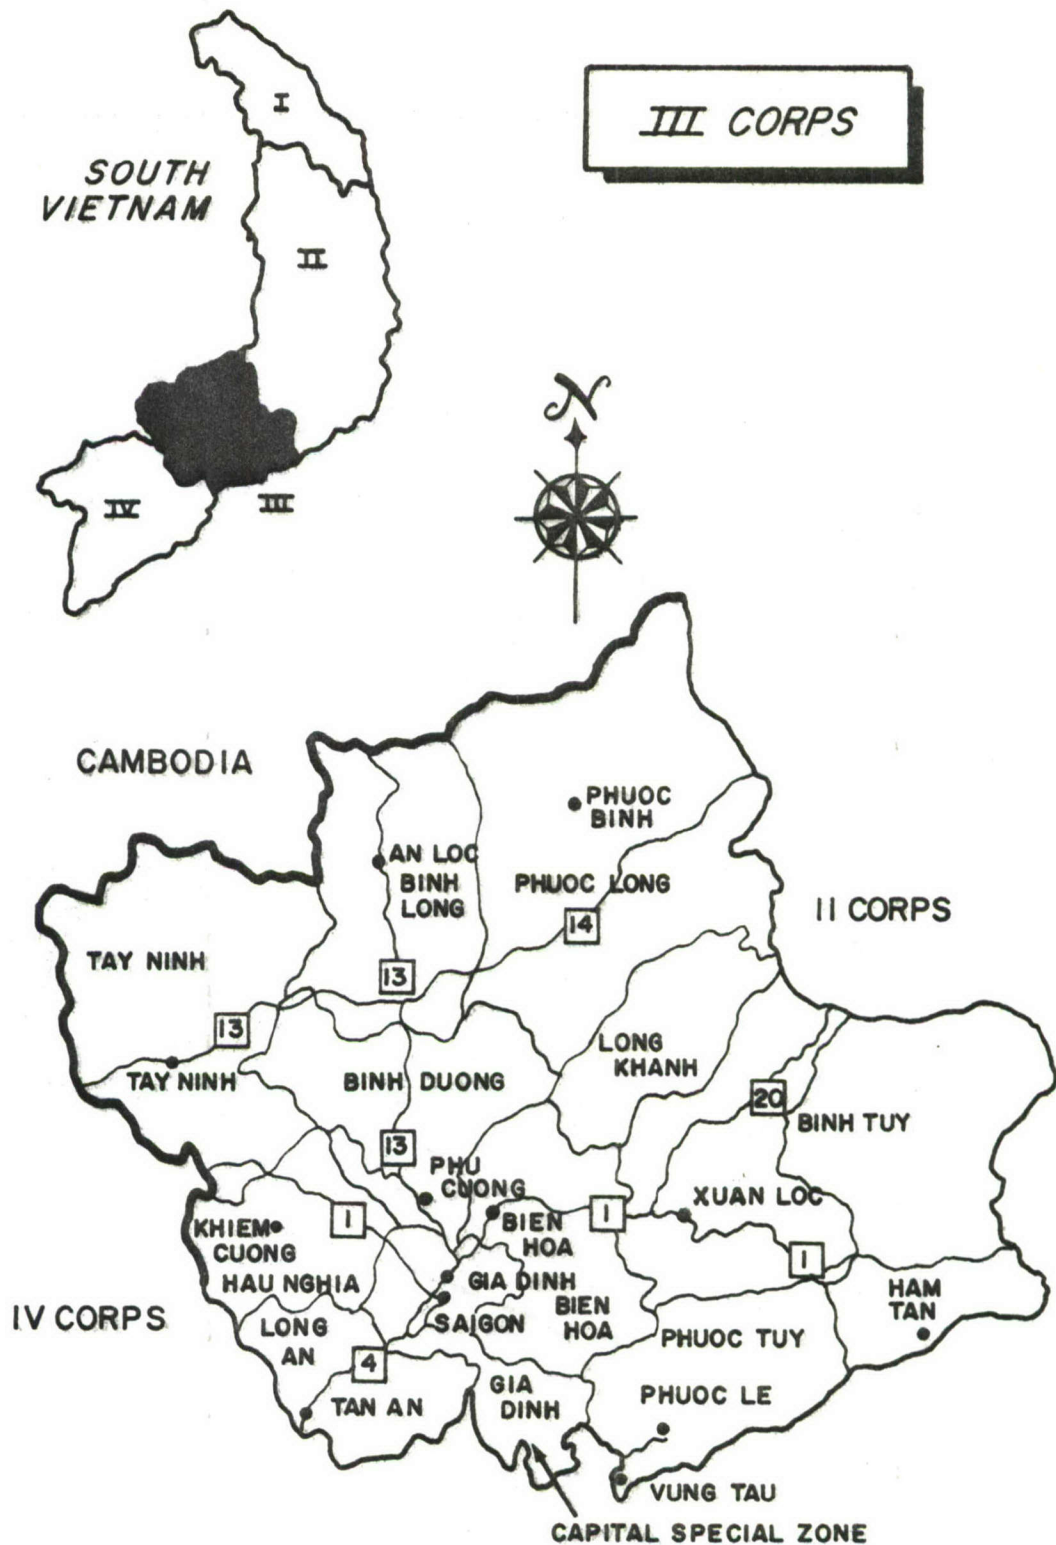 III CORPS
I
SOUTH
VIETNAM
II
N
IV
III
CAMBODIA
PHUOC
BINH
AN LOC
BINH
LONG
PHUOC LONG
14
II CORPS
TAY NINH
13
13
LONG
KHANH
TAY NINH
BINH DUONG
20
BINH TUY
13
PHU
CUONG
XUAN LOC
KHIEM
CUONG
1
BIEN
HOA
1
1
HAU NGHIA
GIA DINH
HAM
TAN
IV CORPS
LONG
AN
SAIGON
BIEN
HOA
PHUOC TUY
4
TAN AN
GIA
DINH
PHUOC LE
VUNG TAU
CAPITAL SPECIAL ZONE